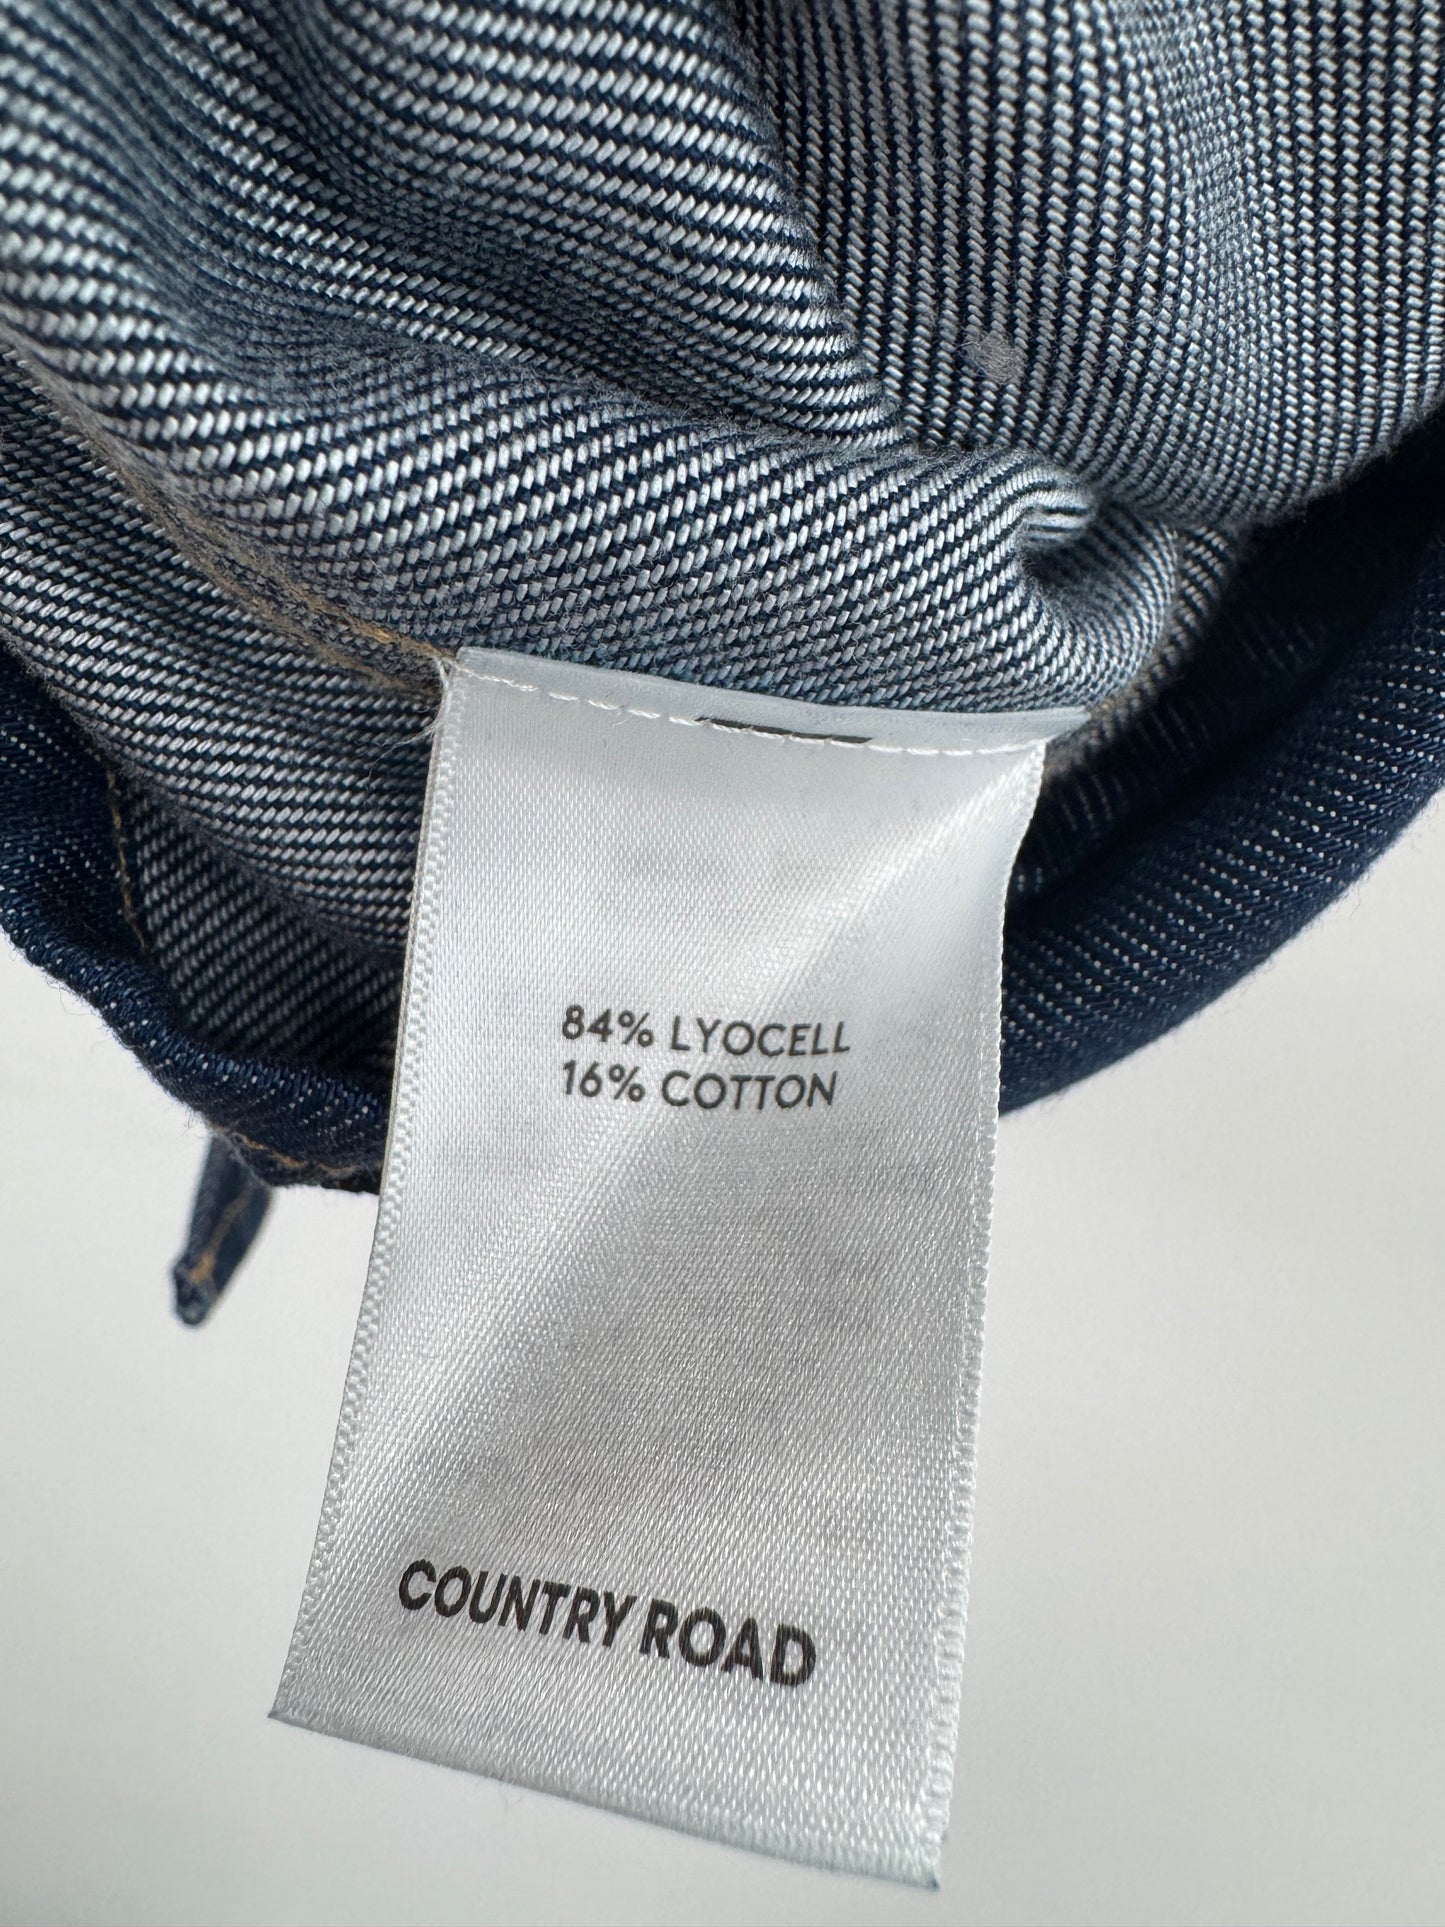 84% LYOCELL
16% COTTON
COUNTRY ROAD